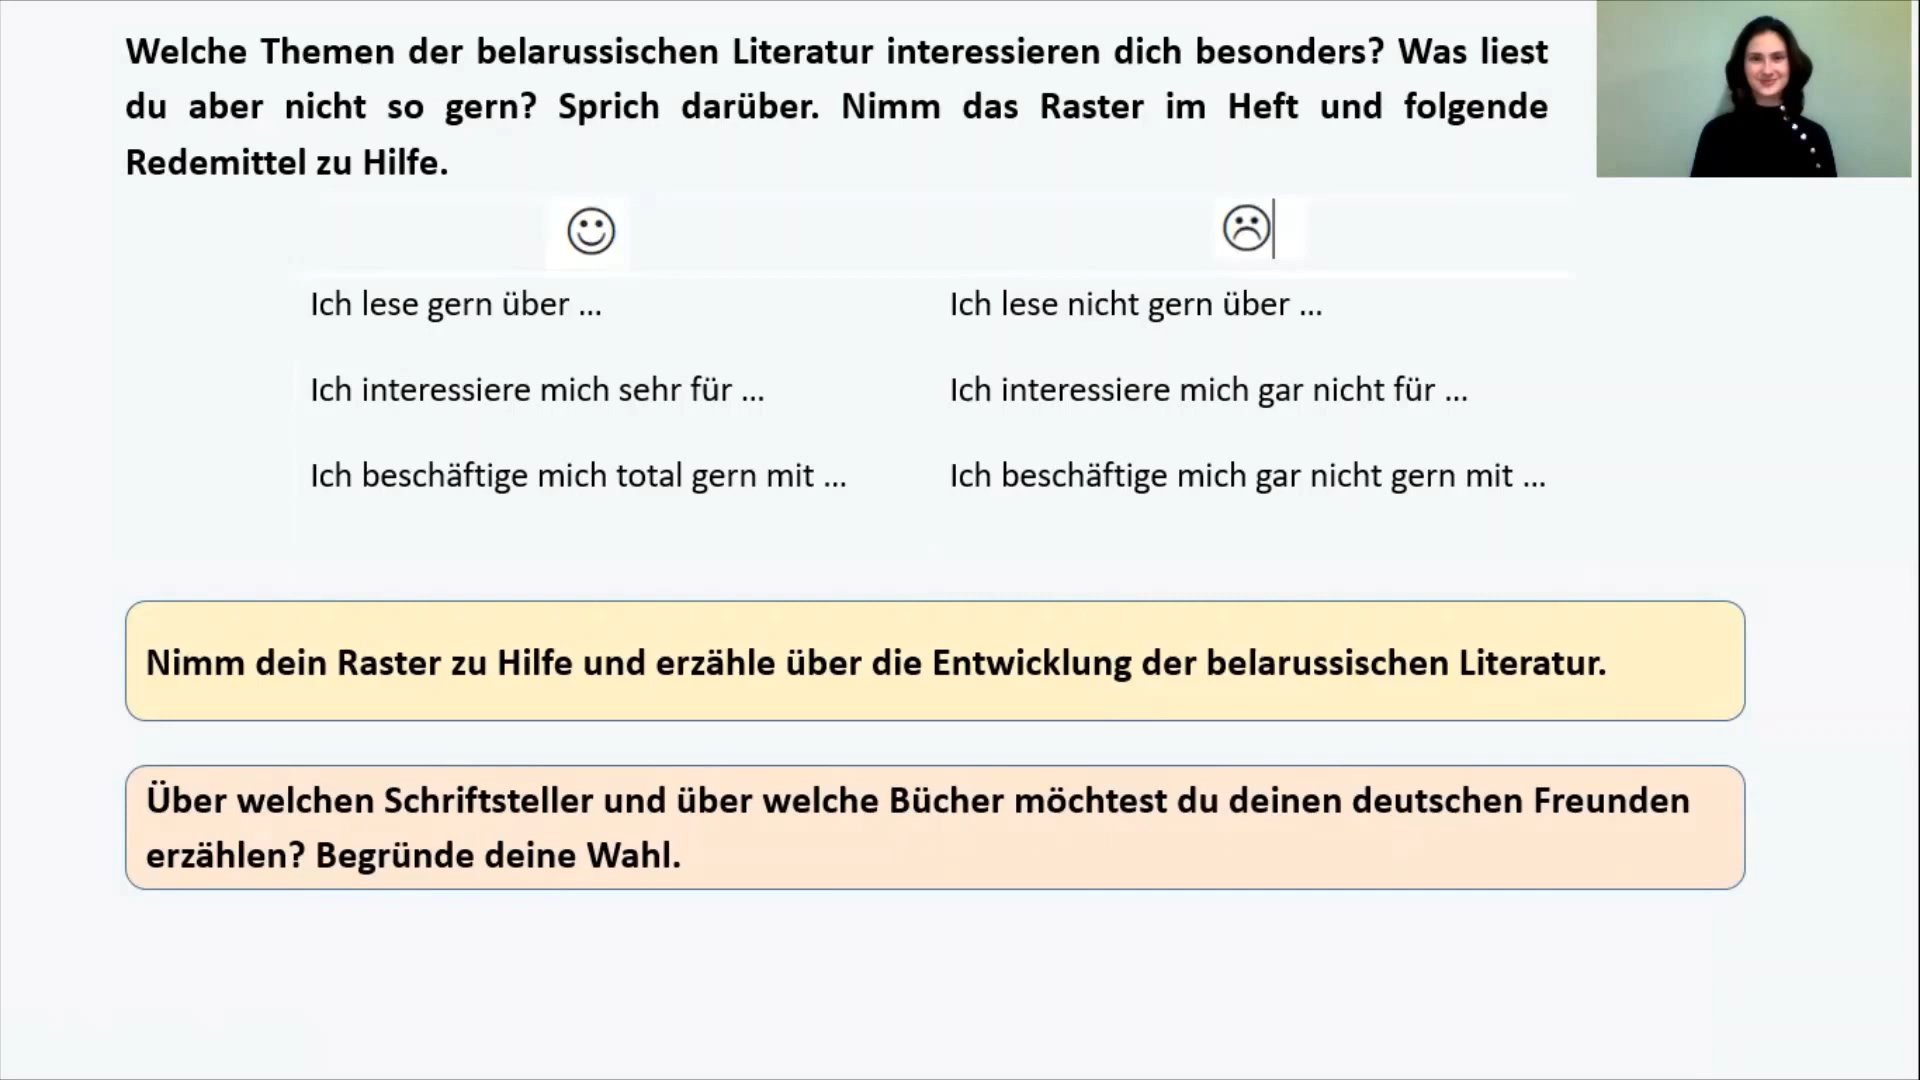 Welche Themen der belarussischen Literatur interessieren dich besonders? Was liest
du aber nicht so gern? Sprich darüber. Nimm das Raster im Heft und folgende
Redemittel zu Hilfe.
Ich lese gern über ...
Ich lese nicht gern über ...
Ich interessiere mich sehr für ...
Ich interessiere mich gar nicht für ...
Ich beschäftige mich total gern mit ...
Ich beschäftige mich gar nicht gern mit ...
Nimm dein Raster zu Hilfe und erzähle über die Entwicklung der belarussischen Literatur.
Über welchen Schriftsteller und über welche Bücher möchtest du deinen deutschen Freunden
erzählen? Begründe deine Wahl.